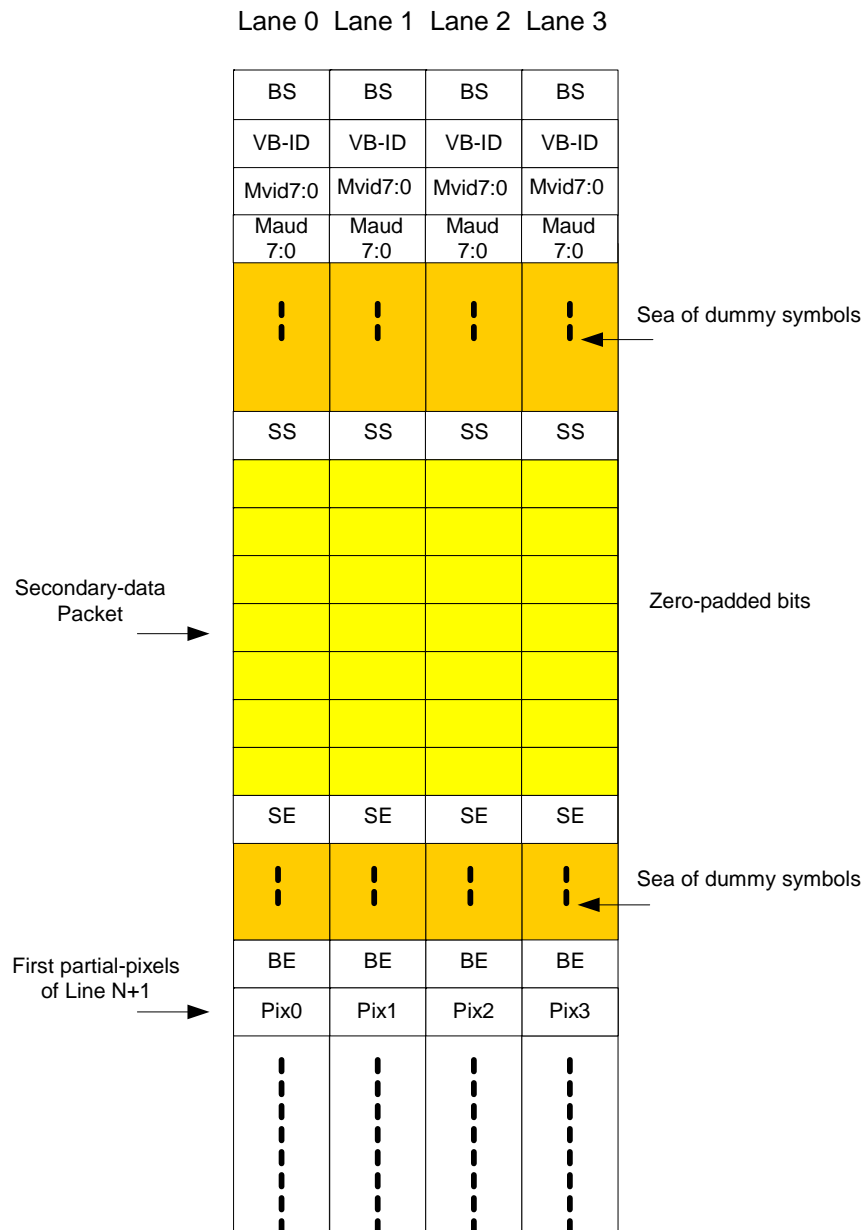 Lane 0 Lane 1 Lane 2 Lane 3
BS BS BS BS
VB-ID VB-ID VB-ID VB-ID
Mvid7:0 Mvid7:0 Mvid7:0 Mvid7:0
Maud Maud Maud Maud
7:0 7:0 7:0 7:0
Sea of dummy symbols
SS SS SS SS
Secondary-data
Packet
Zero-padded bits
SE SE SE SE
Sea of dummy symbols
BE BE BE BE
First partial-pixels
of Line N+1
Pix0 Pix1 Pix2 Pix3